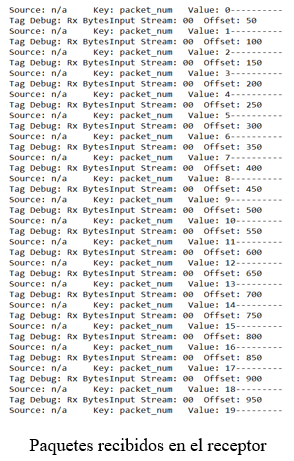 Source: n/a Key: packet_num Value: 0----------
Tag Debug: Rx BytesInput Stream: 00 Offset: 50
Source: n/a Key: packet_num Value: 1----------
Tag Debug: Rx BytesInput Stream: 00 Offset: 100
Source: n/a Key: packet_num Value: 2----------
Tag Debug: Rx BytesInput Stream: 00 Offset: 150
Source: n/a Key: packet_num Value: 3----------
Tag Debug: Rx BytesInput Stream: 00 Offset: 200
Source: n/a Key: packet_num Value: 4----------
Tag Debug: Rx BytesInput Stream: 00 Offset: 250
Source: n/a Key: packet_num Value: 5----------
Tag Debug: Rx BytesInput Stream: 00 Offset: 300
Source: n/a Key: packet_num Value: 6----------
Tag Debug: Rx BytesInput Stream: 00 Offset: 350
Source: n/a Key: packet_num Value: 7----------
Tag Debug: Rx BytesInput Stream: 00 Offset: 400
Source: n/a Key: packet_num Value: 8----------
Tag Debug: Rx BytesInput Stream: 00 Offset: 450
Source: n/a Key: packet_num Value: 9----------
Tag Debug: Rx BytesInput Stream: 00 Offset: 500
Source: n/a Key: packet_num Value: 10---------
Tag Debug: Rx BytesInput Stream: 00 Offset: 550
Source: n/a Key: packet_num Value: 11---------
Tag Debug: Rx BytesInput Stream: 00 Offset: 600
Source: n/a Key: packet_num Value: 12---------
Tag Debug: Rx BytesInput Stream: 00 Offset: 650
Source: n/a Key: packet_num Value: 13---------
Tag Debug: Rx BytesInput Stream: 00 Offset: 700
Source: n/a Key: packet_num Value: 14---------
Tag Debug: Rx BytesInput Stream: 00 Offset: 750
Source: n/a Key: packet_num Value: 15---------
Tag Debug: Rx BytesInput Stream: 00 Offset: 800
Source: n/a Key: packet_num Value: 16---------
Tag Debug: Rx BytesInput Stream: 00 Offset: 850
Source: n/a Key: packet_num Value: 17---------
Tag Debug: Rx BytesInput Stream: 00 Offset: 900
Source: n/a Key: packet_num Value: 18---------
Tag Debug: Rx BytesInput Stream: 00 Offset: 950
Source: n/a Key: packet_num Value: 19---------
Paquetes recibidos en el receptor